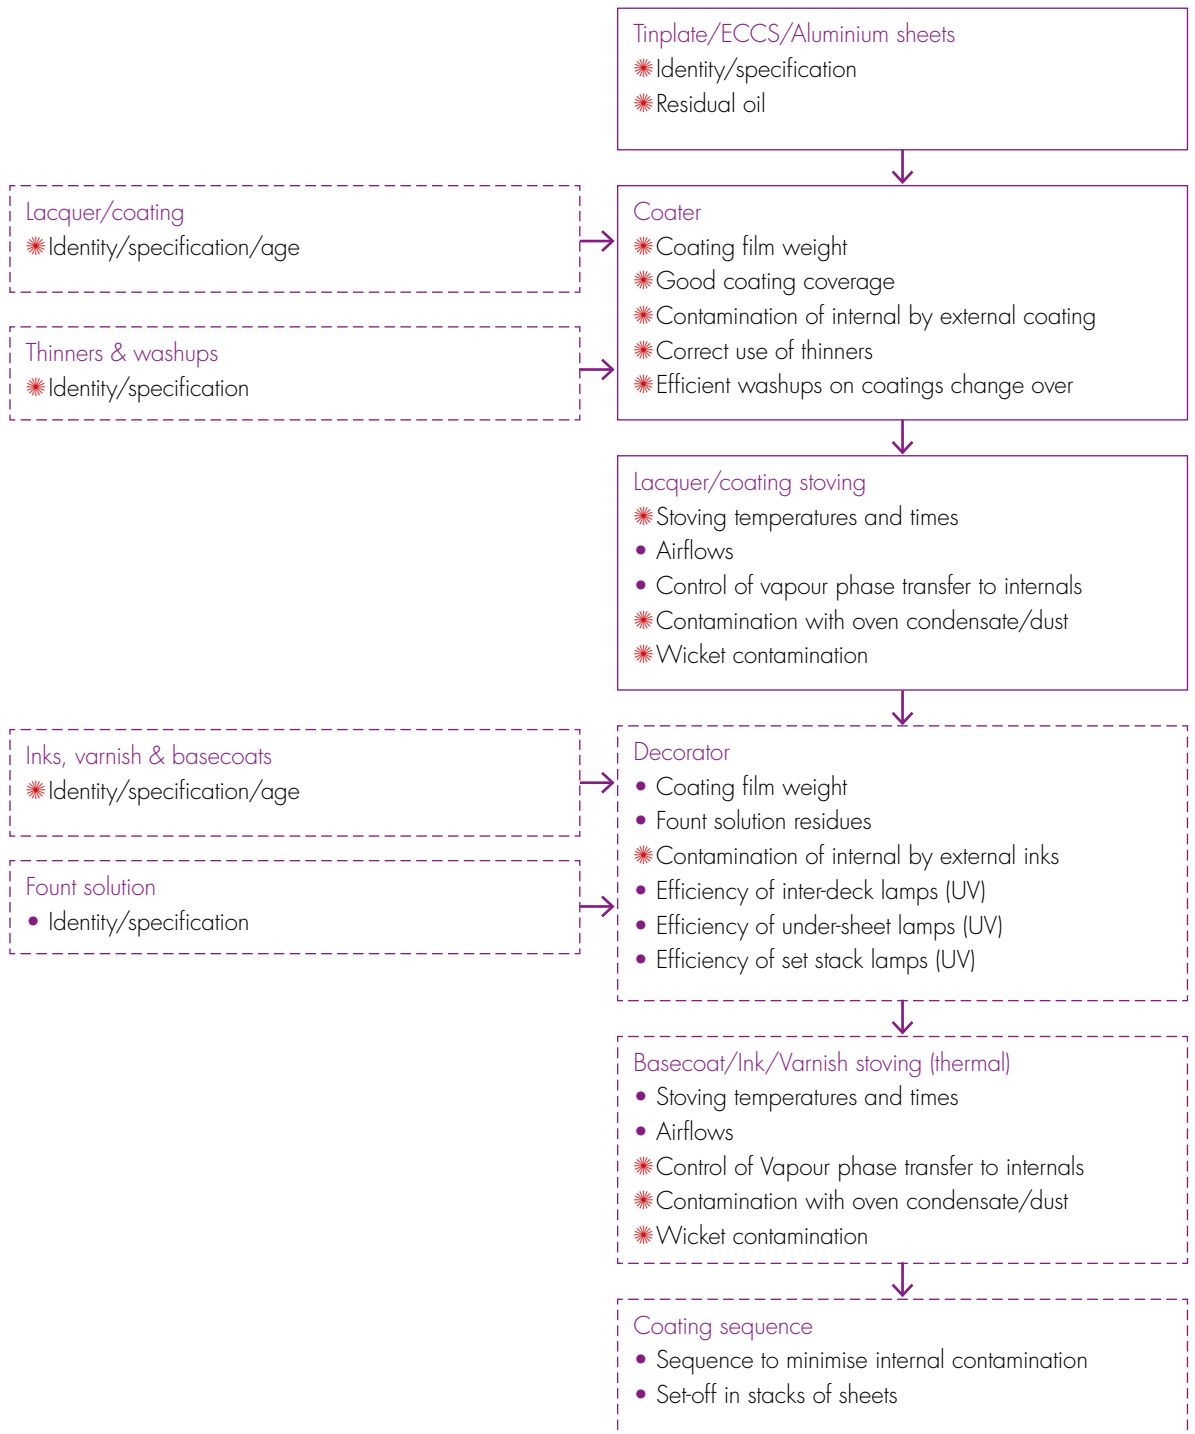 Tinplate/ECCS/Aluminium sheets
Identity/specification
Residual oil
Lacquer/coating
Identity/specification/age
Thinners & washups
Identity/specification
Coater
Coating film weight
Good coating coverage
Contamination of internal by external coating
Correct use of thinners
Efficient washups on coatings change over
Lacquer/coating stoving
Stoving temperatures and times
• Airflows
• Control of vapour phase transfer to internals
Contamination with oven condensate/dust
Wicket contamination
Inks, varnish & basecoats
Identity/specification/age
Fount solution
• Identity/specification
Decorator
• Coating film weight
• Fount solution residues
Contamination of internal by external inks
• Efficiency of inter-deck lamps (UV)
• Efficiency of under-sheet lamps (UV)
• Efficiency of set stack lamps (UV)
Basecoat/Ink/Varnish stoving (thermal)
• Stoving temperatures and times
• Airflows
Control of Vapour phase transfer to internals
Contamination with oven condensate/dust
Wicket contamination
Coating sequence
• Sequence to minimise internal contamination
• Set-off in stacks of sheets